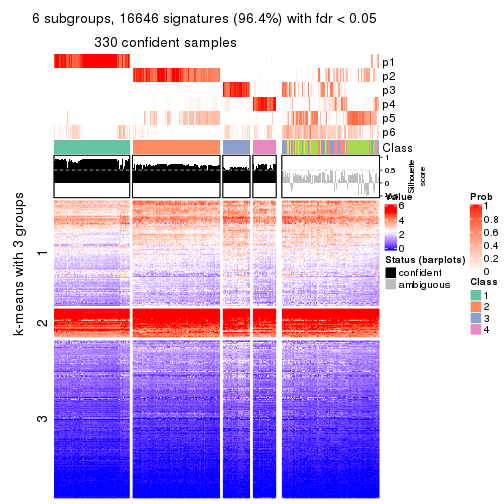 6 subgroups, 16646 signatures (96.4%) with fdr < 0.05
330 confident samples
p1
p2
p3
p4
p5
p6
Class
1
0.5
0
Silhouette
score
k-means with 3 groups
1
2
3
Value
6
4
2
0
Status (barplots)
confident
ambiguous
Prob
1
0.8
0.6
0.4
0.2
0
Class
1
2
3
4